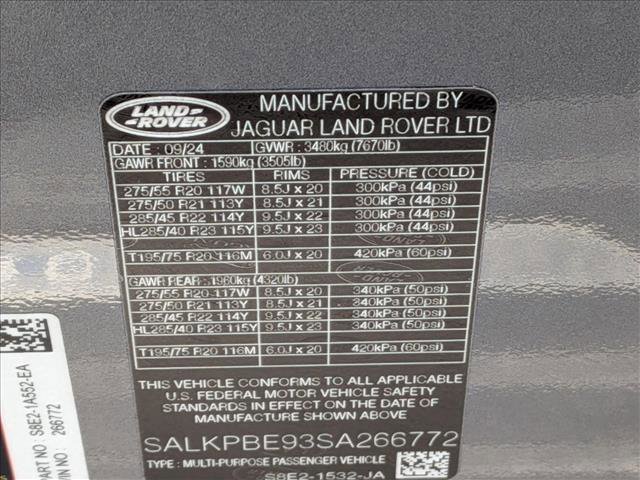 LAND ROVER
MANUFACTURED BY
JAGUAR LAND ROVER LTD
DATE : 09/24 GVWR : 3480kg (7670lb)
GAWR FRONT : 1590kg (3505lb)
TIRES RIMS PRESSURE (COLD)
275/55 R20 117W 8.5J x 20 300kPa (44psi)
275/50 R21 113Y 8.5J x 21 300kPa (44psi)
285/45 R22 114Y 9.5J x 22 300kPa (44psi)
HL285/40 R23 115Y 9.5J x 23 300kPa (44psi)
T195/75 R20 116M 6.0J x 20 420kPa (60psi)
GAWR REAR : 1960kg (4320lb)
275/55 R20 117W 8.5J x 20 340kPa (50psi)
275/50 R21 113Y 8.5J x 21 340kPa (50psi)
285/45 R22 114Y 9.5J x 22 340kPa (50psi)
HL285/40 R23 115Y 9.5J x 23 340kPa (50psi)
T195/75 R20 116M 6.0J x 20 420kPa (60psi)
THIS VEHICLE CONFORMS TO ALL APPLICABLE
U.S. FEDERAL MOTOR VEHICLE SAFETY
STANDARDS IN EFFECT ON THE DATE OF
MANUFACTURE SHOWN ABOVE
SALKPBE93SA266772
TYPE : MULTI-PURPOSE PASSENGER VEHICLE
S8E2-1532-JA
PART NO : S8E2-1A552-EA
VIN NO : 266772